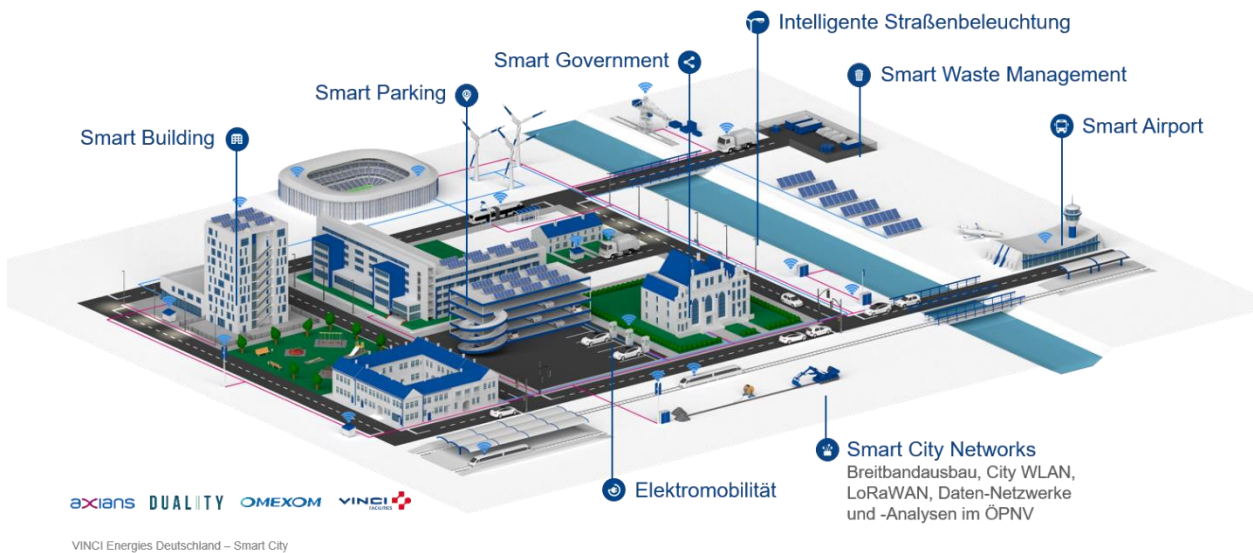 Intelligente Straßenbeleuchtung
Smart Government
Smart Waste Management
Smart Parking
Smart Airport
Smart Building
Smart City Networks
Breitbandausbau, City WLAN,
LoRaWAN, Daten-Netzwerke
und -Analysen im ÖPNV
Elektromobilität
axians DUALITY OMEXOM VINCI FACILITIES
VINCI Energies Deutschland – Smart City